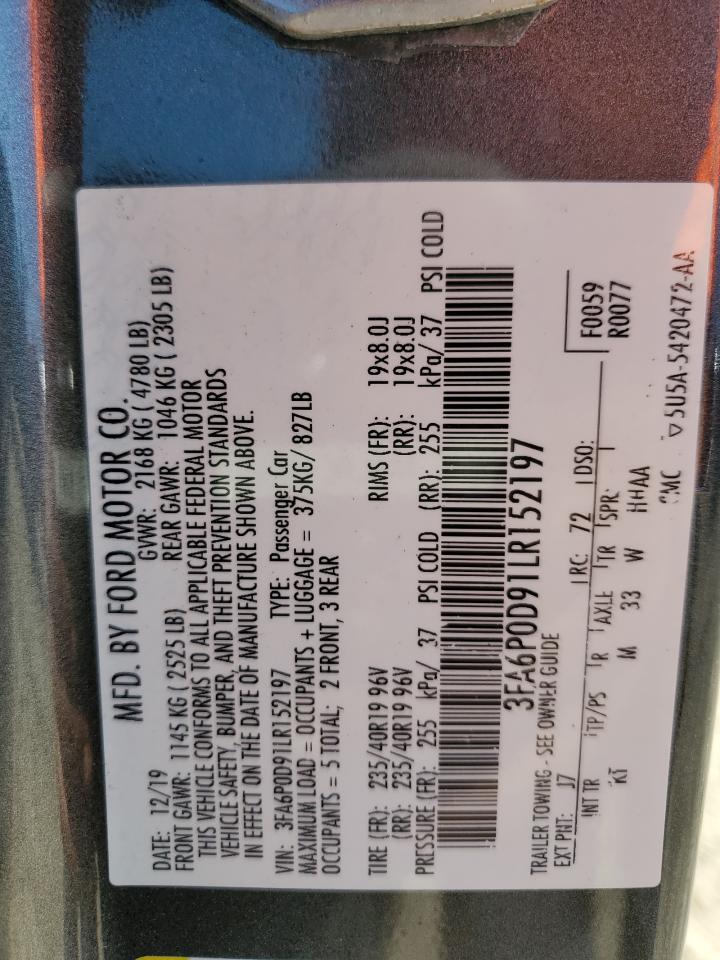 MFD. BY FORD MOTOR CO.
DATE: 12/19 GVWR: 2168 KG ( 4780 LB)
FRONT GAWR: 1145 KG ( 2525 LB) REAR GAWR: 1046 KG ( 2305 LB)
THIS VEHICLE CONFORMS TO ALL APPLICABLE FEDERAL MOTOR
VEHICLE SAFETY, BUMPER, AND THEFT PREVENTION STANDARDS
IN EFFECT ON THE DATE OF MANUFACTURE SHOWN ABOVE.
VIN: 3FA6P0D91LR152197 TYPE: Passenger Car
MAXIMUM LOAD = OCCUPANTS + LUGGAGE = 375KG/ 827LB
OCCUPANTS = 5 TOTAL; 2 FRONT, 3 REAR
TIRE (FR): 235/40R19 96V RIMS (FR): 19x8.0J
(RR): 235/40R19 96V (RR): 19x8.0J
PRESSURE (FR): 255 kPa/ 37 PSI COLD (RR): 255 kPa/ 37 PSI COLD
3FA6P0D91LR152197
TRAILER TOWING - SEE OWNER GUIDE
EXT PNT: J7 RC: 72 DSO: F0059
R0077
INT TR TP/PS R AXLE TR SPR
KT M 33 W HHAA
5U5A-5420472-AA